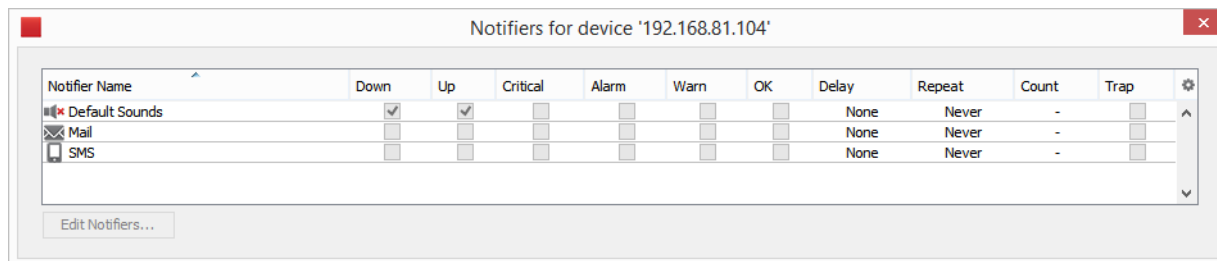 Notifiers for device '192.168.81.104'
Notifier Name Down Up Critical Alarm Warn OK Delay Repeat Count Trap
Default Sounds None Never -
Mail None Never -
SMS None Never -
Edit Notifiers...